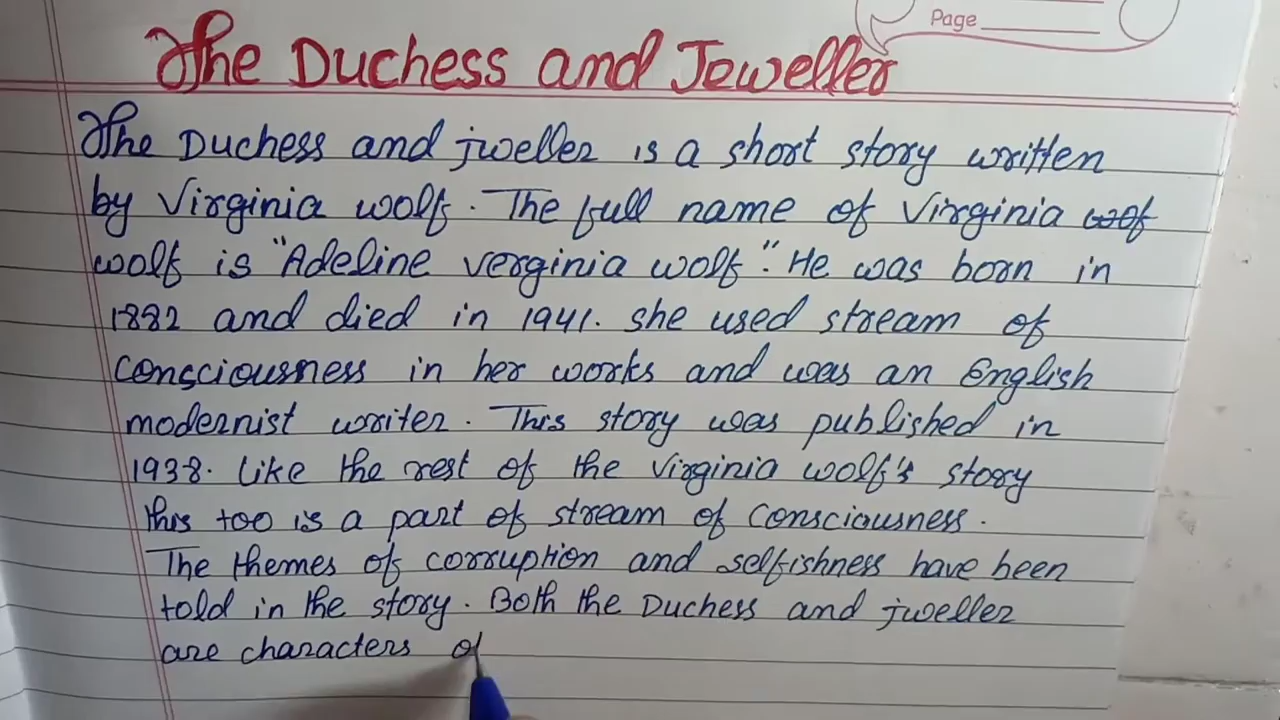 Page
The Duchess and Jeweller
The Duchess and jweller is a short story written
by Virginia wolf. The full name of Virginia wof
wolf is "Adeline verginia wolf". He was born in
1882 and died in 1941. she used stream of
consciousness in her works and was an English
modernist writer. This story was published in
1938. Like the rest of the Virginia wolf's story
this too is a part of stream of consciousness.
The themes of corruption and selfishness have been
told in the story. Both the Duchess and jweller
are characters of